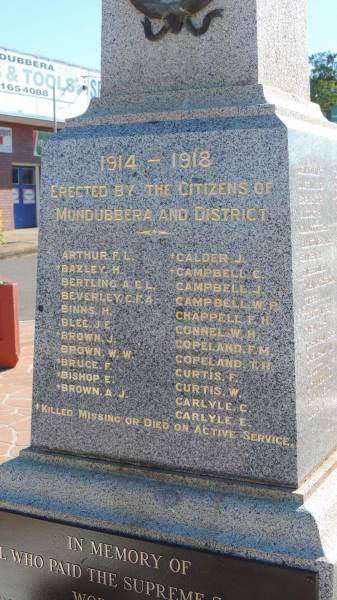 DUBBERA
& TOOLS
1654088
1914 – 1918
ERECTED BY THE CITIZENS OF
MUNDUBBERA AND DISTRICT
ARTHUR. F. L.
+BAZLEY. H.
BERTLING. A. E. L.
BEVERLEY. C. F. A.
BINNS. H.
BLEE. J. E.
+BROWN. J.
BROWN. W. W.
+BRUCE. F.
+BISHOP. E.
+BROWN. A. J.
+CALDER. J.
+CAMPBELL. C.
CAMPBELL. J.
CAMPBELL. W. P.
CHAPPELL. F. H.
CONNEL. W. H.
COPELAND. F. M.
COPELAND. T. H.
CURTIS. F.
CURTIS. W.
CARLYLE. C.
CARLYLE. E.
+KILLED MISSING OR DIED ON ACTIVE SERVICE.
IN MEMORY OF
L WHO PAID THE SUPREME S